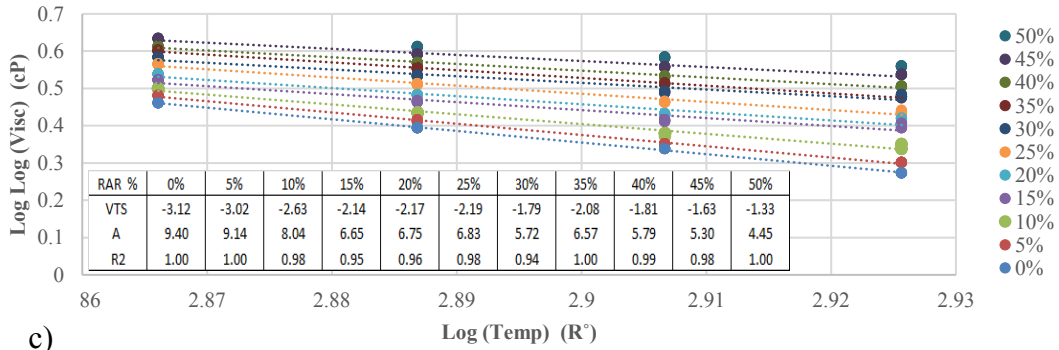 0.7
0.6
0.5
0.4
0.3
0.2
0.1
0
Log Log (Visc) (cP)
RAR % 0% 5% 10% 15% 20% 25% 30% 35% 40% 45% 50%
VTS -3.12 -3.02 -2.63 -2.14 -2.17 -2.19 -1.79 -2.08 -1.81 -1.63 -1.33
A 9.40 9.14 8.04 6.65 6.75 6.83 5.72 6.57 5.79 5.30 4.45
R2 1.00 1.00 0.98 0.95 0.96 0.98 0.94 1.00 0.99 0.98 1.00
86 2.87 2.88 2.89 2.9 2.91 2.92 2.93
Log (Temp) (R°)
c)
50%
45%
40%
35%
30%
25%
20%
15%
10%
5%
0%